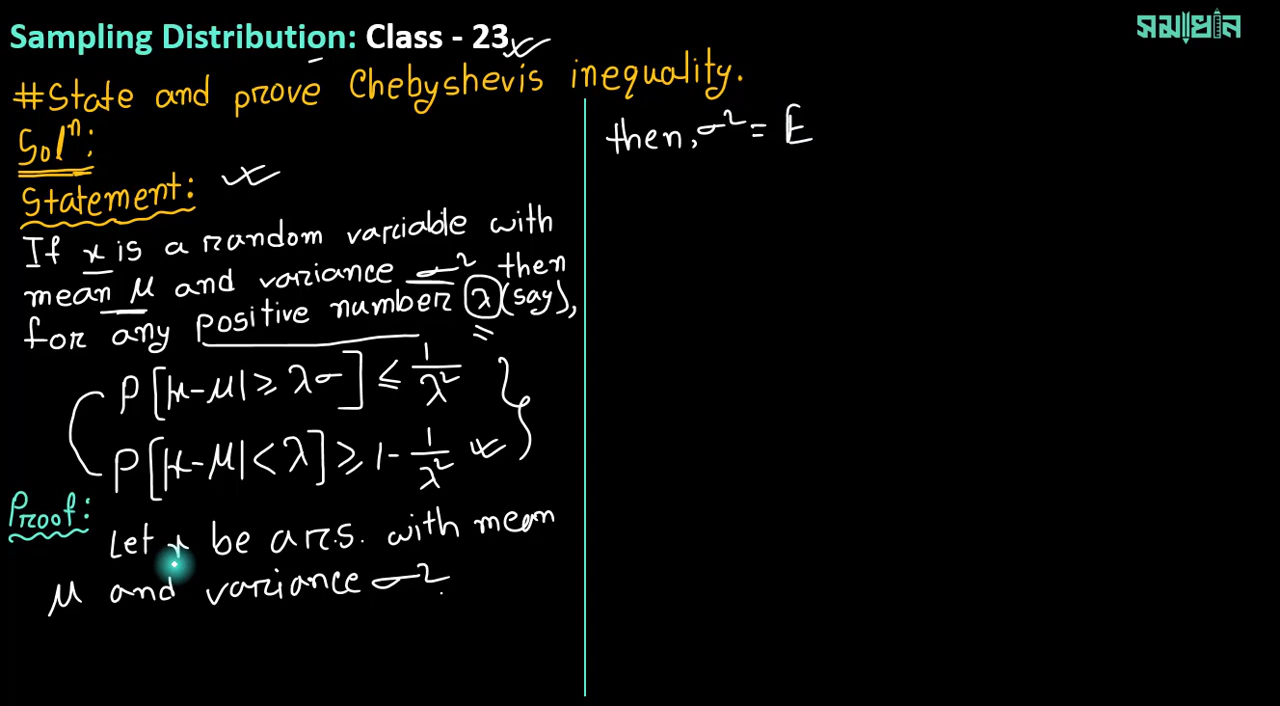 Sampling Distribution: Class - 23
সমাধান
#State and prove Chebyshevis inequality.
Solⁿ:
Statement:
If x is a random variable with
mean μ and variance σ² then
for any positive number λ (say),
P[|x-μ| ≥ λσ] ≤ 1/λ²
P[|x-μ| < λ] ≥ 1 - 1/λ²
Proof:
Let x be a r.s. with mean
μ and variance σ².
then, σ² = E